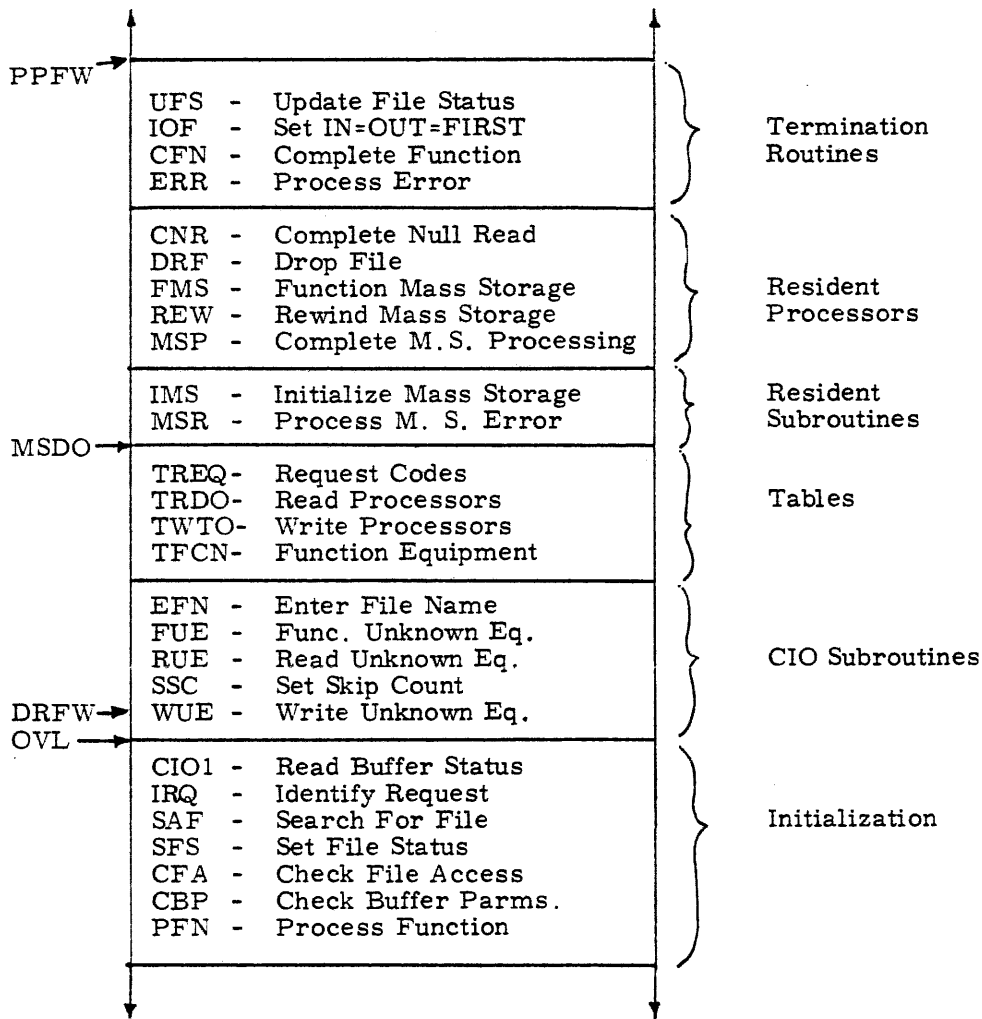 PPFW
UFS - Update File Status
IOF - Set IN=OUT=FIRST
CFN - Complete Function
ERR - Process Error
Termination
Routines
CNR - Complete Null Read
DRF - Drop File
FMS - Function Mass Storage
REW - Rewind Mass Storage
MSP - Complete M.S. Processing
Resident
Processors
IMS - Initialize Mass Storage
MSR - Process M. S. Error
Resident
Subroutines
MSDO
TREQ- Request Codes
TRDO- Read Processors
TWTO- Write Processors
TFCN- Function Equipment
Tables
EFN - Enter File Name
FUE - Func. Unknown Eq.
RUE - Read Unknown Eq.
SSC - Set Skip Count
WUE - Write Unknown Eq.
CIO Subroutines
DRFW
OVL
CIO1 - Read Buffer Status
IRQ - Identify Request
SAF - Search For File
SFS - Set File Status
CFA - Check File Access
CBP - Check Buffer Parms.
PFN - Process Function
Initialization